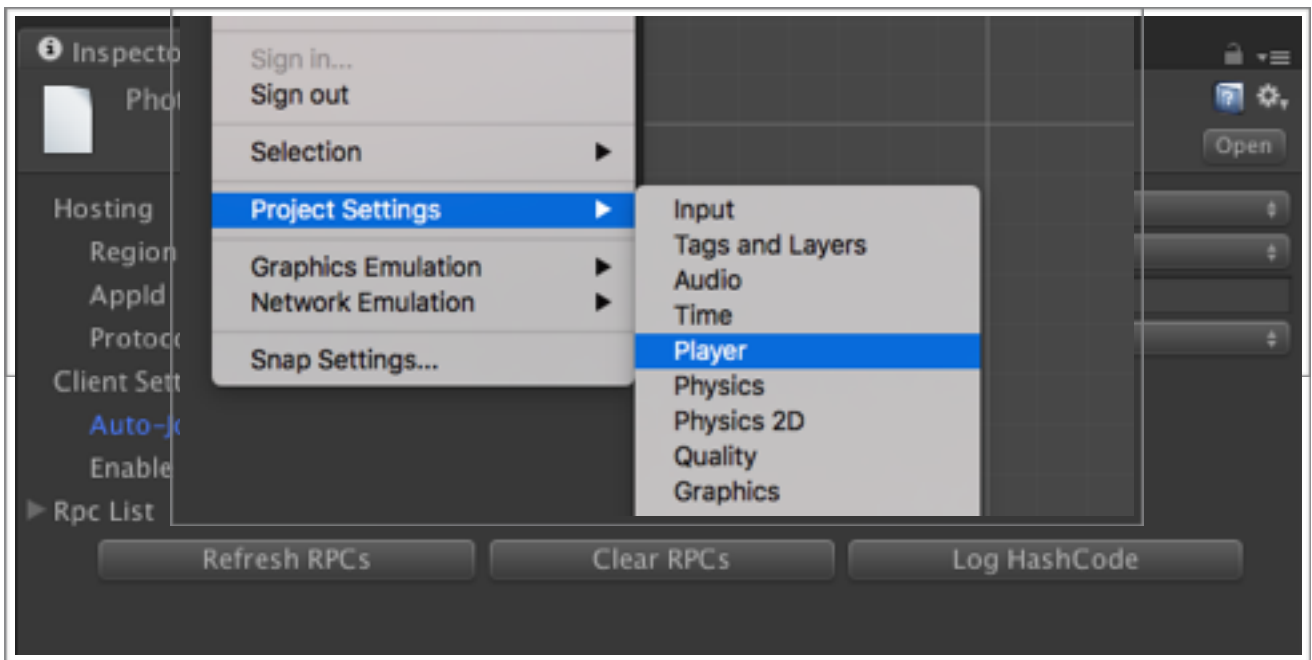 Inspecto
Phot
Open
Hosting
Region
AppId
Protoco
Client Sett
Auto-Jo
Enable
Rpc List
Sign in...
Sign out
Selection
Project Settings
Graphics Emulation
Network Emulation
Snap Settings...
Input
Tags and Layers
Audio
Time
Player
Physics
Physics 2D
Quality
Graphics
Refresh RPCs
Clear RPCs
Log HashCode